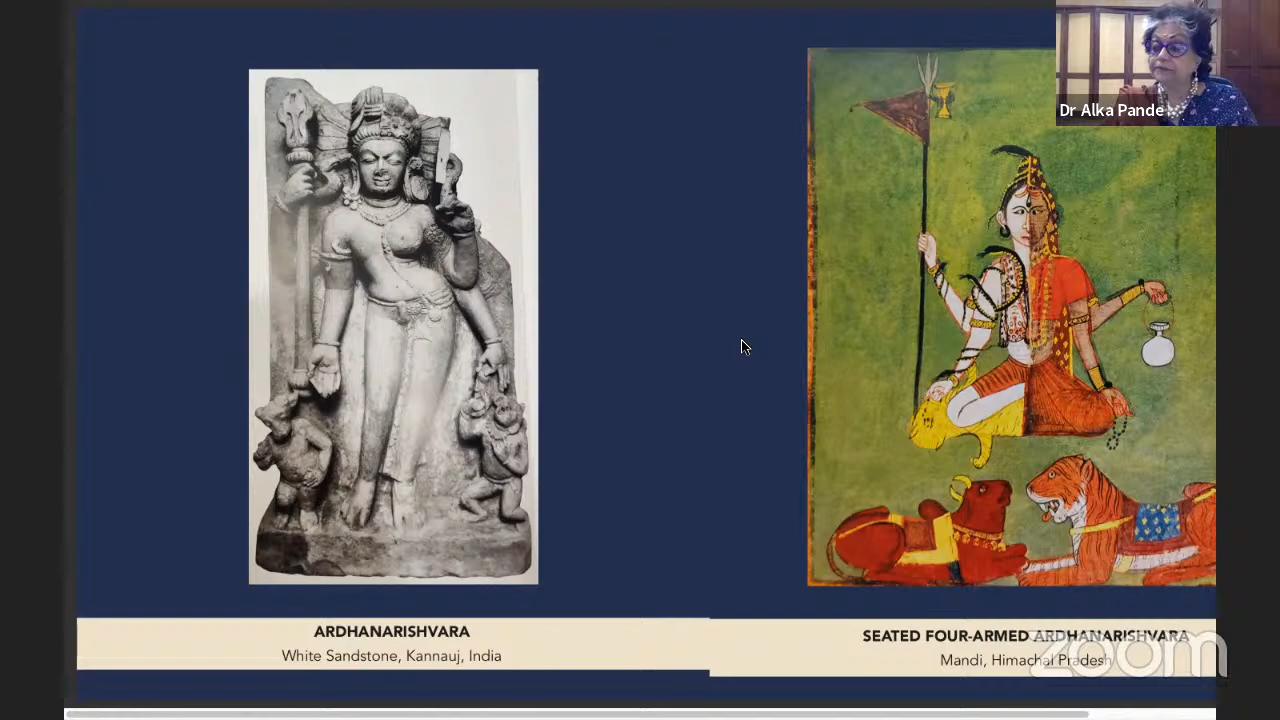 Dr Alka Pande
ARDHANARISHVARA
White Sandstone, Kannauj, India
SEATED FOUR-ARMED ARDHANARISHVARA
Mandi, Himachal Pradesh
zoom